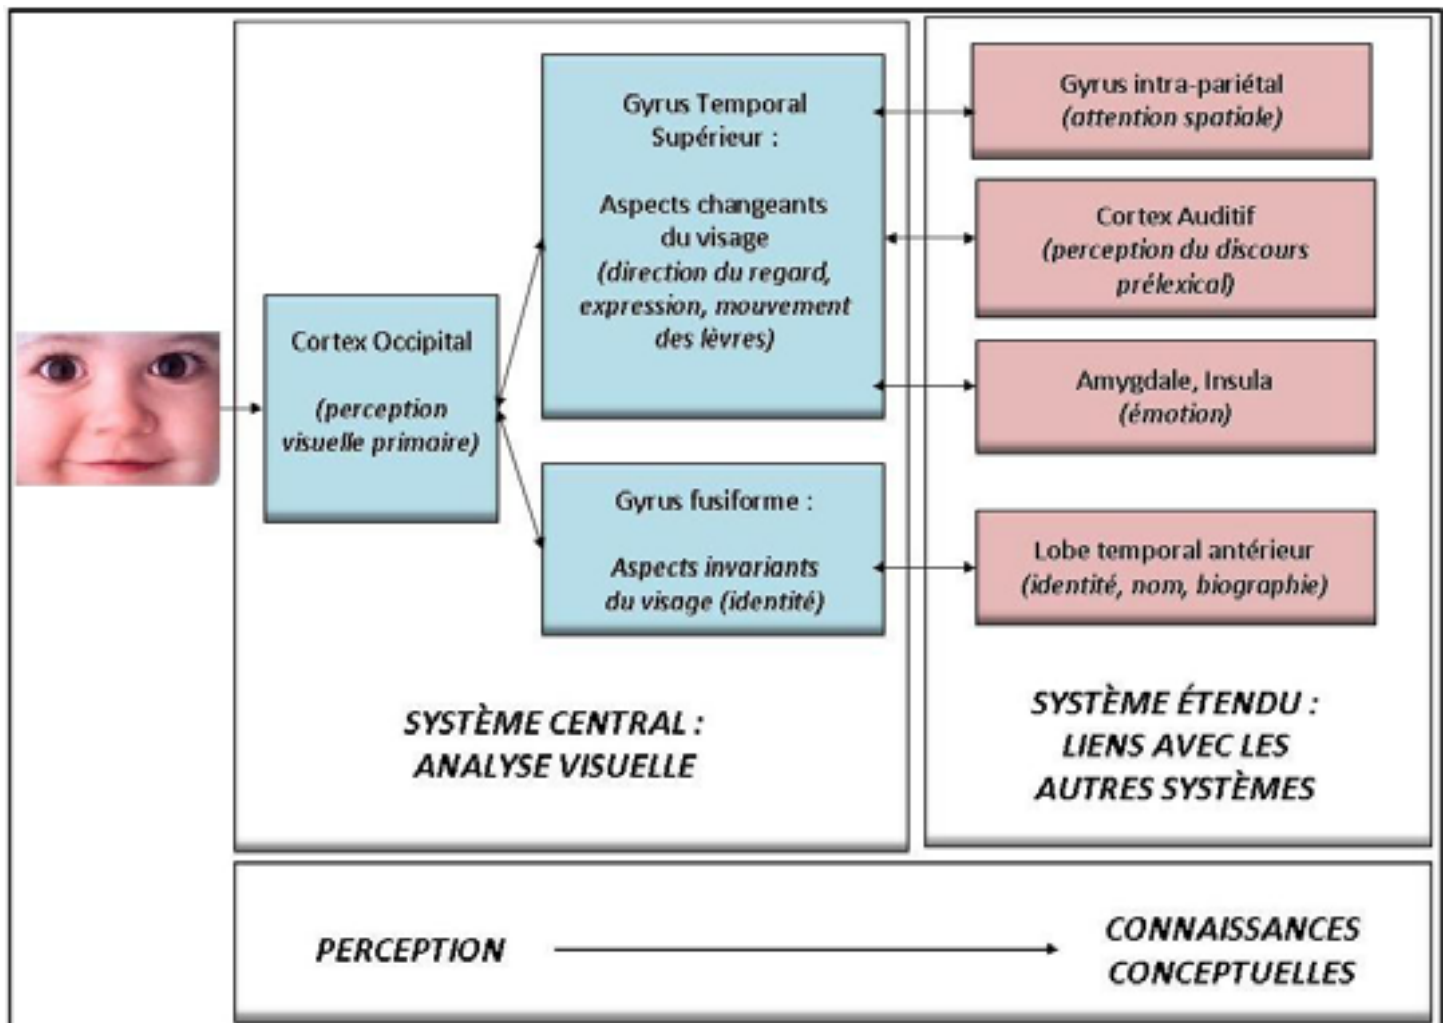 Cortex Occipital
(perception
visuelle primaire)
Gyrus Temporal
Supérieur :
Aspects changeants
du visage
(direction du regard,
expression, mouvement
des lèvres)
Gyrus fusiforme :
Aspects invariants
du visage (identité)
SYSTÈME CENTRAL :
ANALYSE VISUELLE
Gyrus intra-pariétal
(attention spatiale)
Cortex Auditif
(perception du discours
prélexical)
Amygdale, Insula
(émotion)
Lobe temporal antérieur
(identité, nom, biographie)
SYSTÈME ÉTENDU :
LIENS AVEC LES
AUTRES SYSTÈMES
PERCEPTION
CONNAISSANCES
CONCEPTUELLES